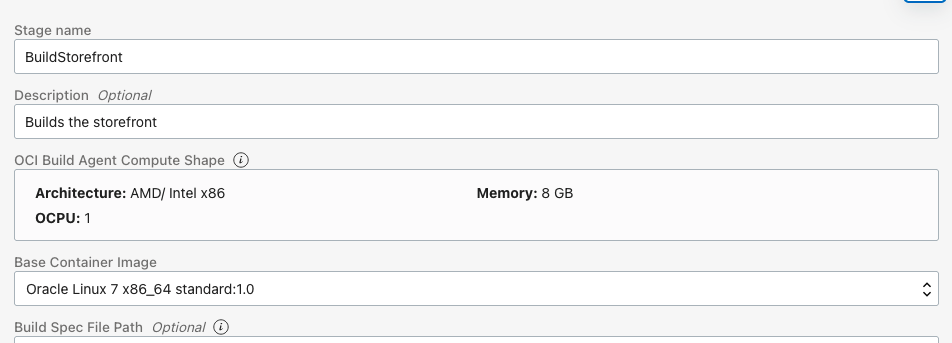 Stage name
BuildStorefront
Description Optional
Builds the storefront
OCI Build Agent Compute Shape
Architecture: AMD/ Intel x86
Memory: 8 GB
OCPU: 1
Base Container Image
Oracle Linux 7 x86_64 standard:1.0
Build Spec File Path Optional